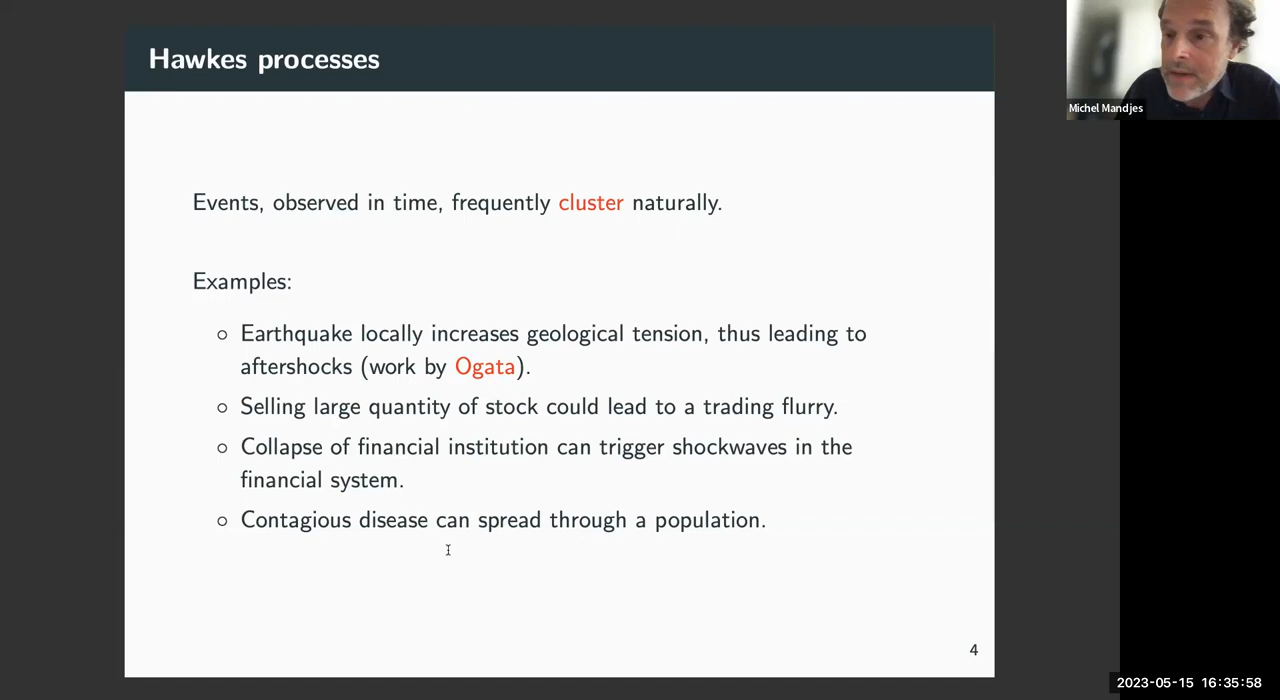 Hawkes processes
Michel Mandjes
Events, observed in time, frequently cluster naturally.
Examples:
○ Earthquake locally increases geological tension, thus leading to
aftershocks (work by Ogata).
○ Selling large quantity of stock could lead to a trading flurry.
○ Collapse of financial institution can trigger shockwaves in the
financial system.
○ Contagious disease can spread through a population.
4
2023-05-15 16:35:58